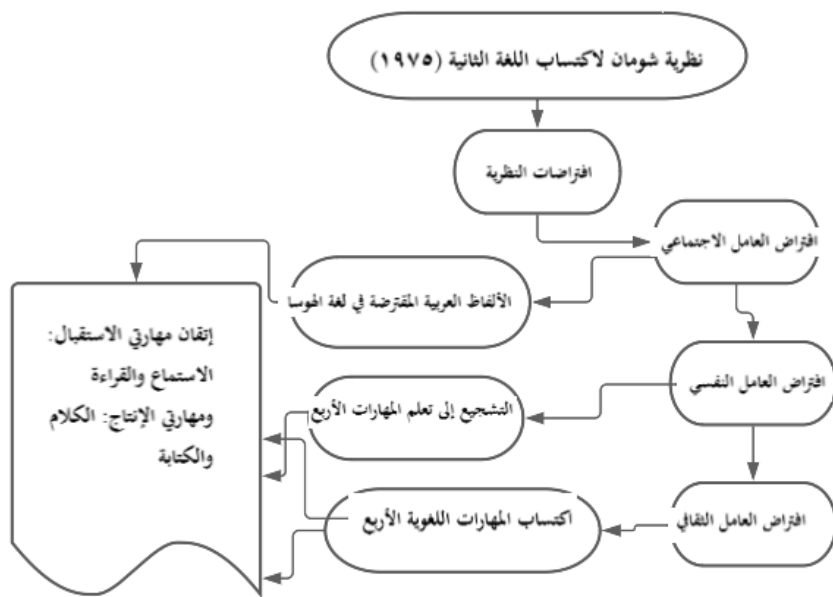 نظرية شومان لاكتساب اللغة الثانية (١٩٧٥)
افتراضات النظرية
افتراض العامل الاجتماعي
الألفاظ العربية المقترضة في لغة الهوسا
إتقان مهارتي الاستقبال:
الاستماع والقراءة
ومهارتي الإنتاج: الكلام
والكتابة
افتراض العامل النفسي
التشجيع إلى تعلم المهارات الأربع
افتراض العامل الثقافي
اكتساب المهارات اللغوية الأربع